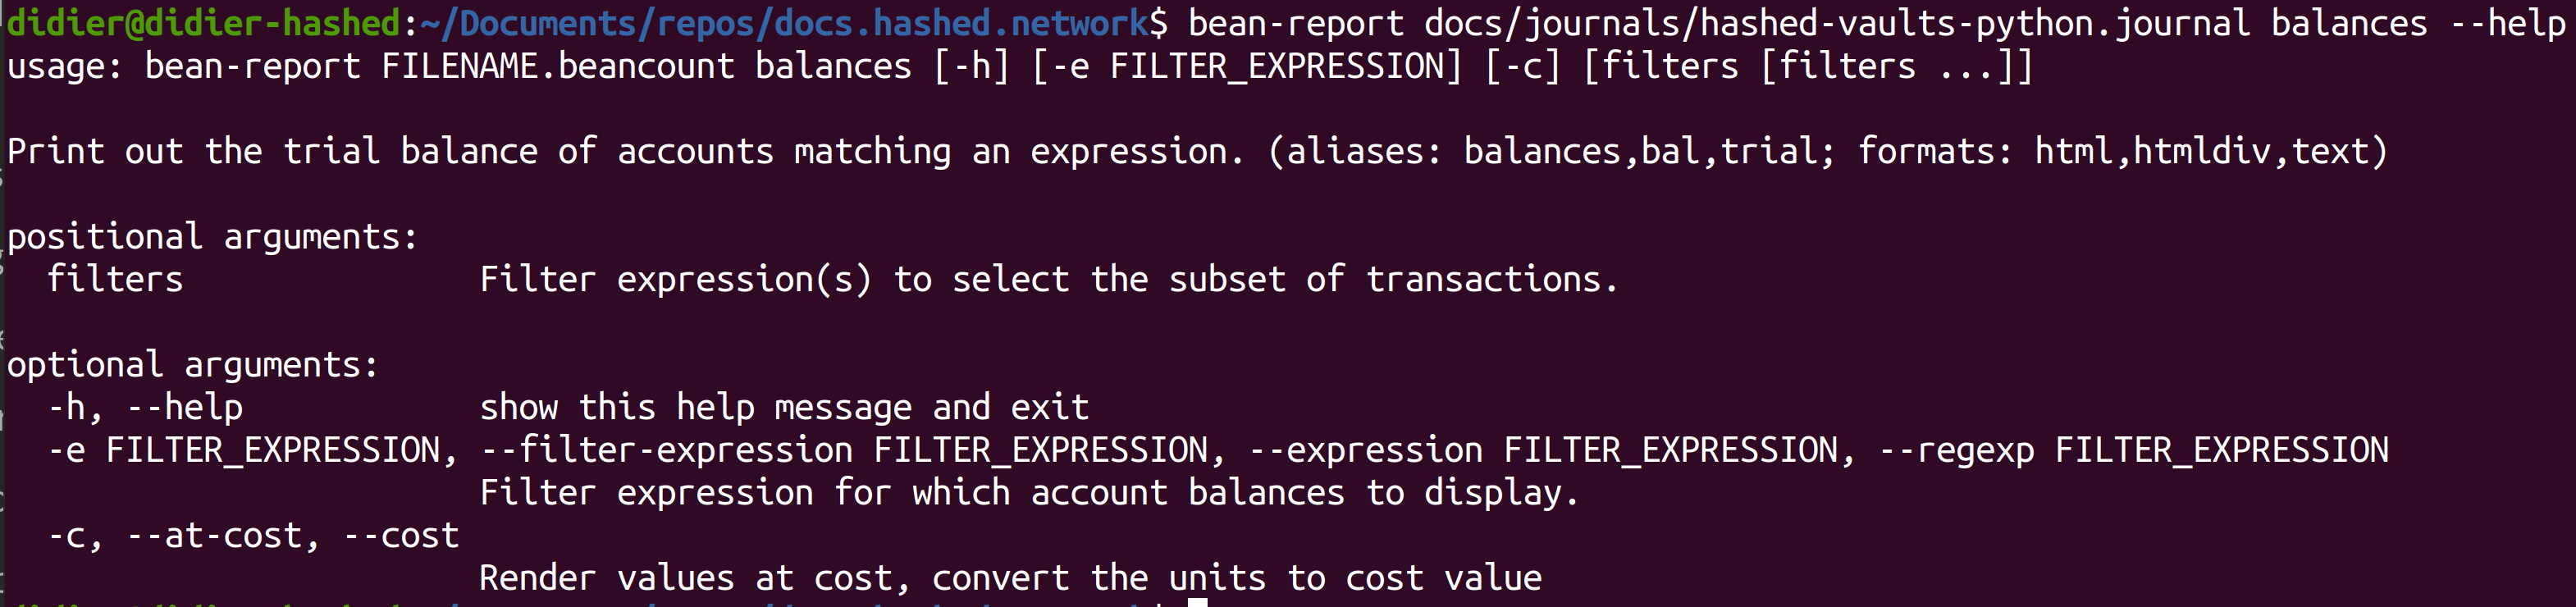 didier@didier-hashed:~/Documents/repos/docs.hashed.network$ bean-report docs/journals/hashed-vaults-python.journal balances --help
usage: bean-report FILENAME.beancount balances [-h] [-e FILTER_EXPRESSION] [-c] [filters [filters ...]]
Print out the trial balance of accounts matching an expression. (aliases: balances,bal,trial; formats: html,htmldiv,text)
positional arguments:
  filters               Filter expression(s) to select the subset of transactions.
optional arguments:
  -h, --help            show this help message and exit
  -e FILTER_EXPRESSION, --filter-expression FILTER_EXPRESSION, --expression FILTER_EXPRESSION, --regexp FILTER_EXPRESSION
                        Filter expression for which account balances to display.
  -c, --at-cost, --cost
                        Render values at cost, convert the units to cost value